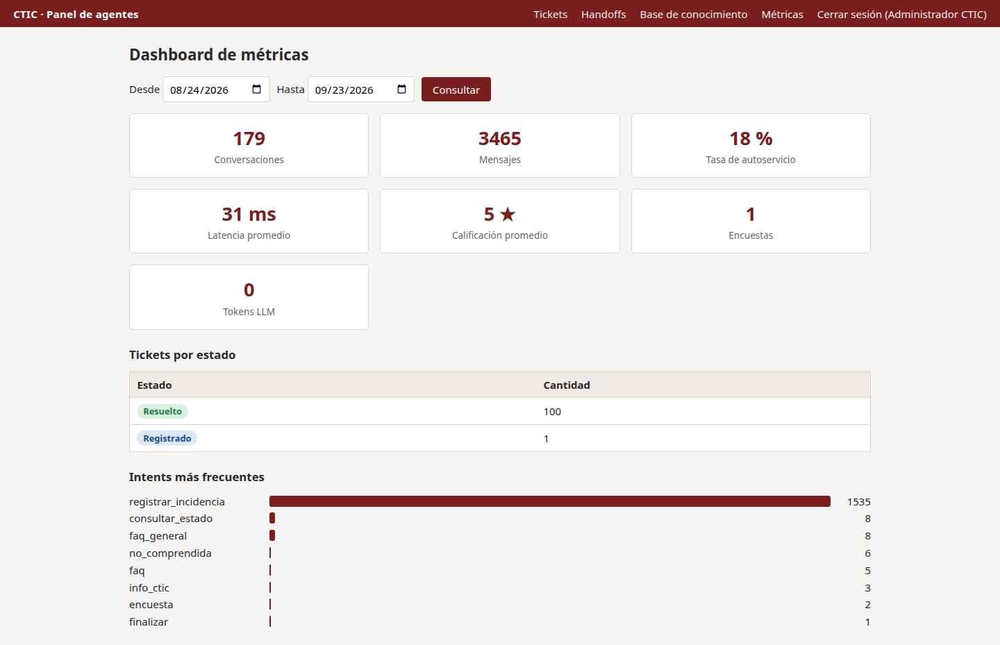 CTIC · Panel de agentes
Tickets Handoffs Base de conocimiento Métricas Cerrar sesión (Administrador CTIC)
Dashboard de métricas
Desde 08/24/2026 Hasta 09/23/2026 Consultar
179
Conversaciones
3465
Mensajes
18 %
Tasa de autoservicio
31 ms
Latencia promedio
5 ★
Calificación promedio
1
Encuestas
0
Tokens LLM
Tickets por estado
Estado Cantidad
Resuelto 100
Registrado 1
Intents más frecuentes
registrar_incidencia 1535
consultar_estado 8
faq_general 8
no_comprendida 6
faq 5
info_ctic 3
encuesta 2
finalizar 1